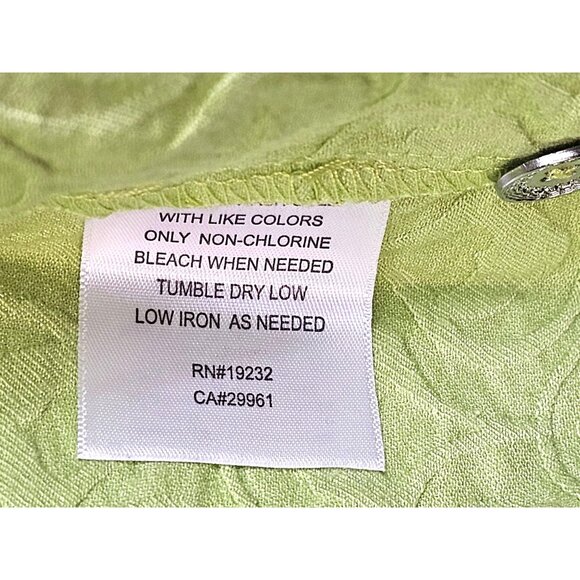 WITH LIKE COLORS
ONLY NON-CHLORINE
BLEACH WHEN NEEDED
TUMBLE DRY LOW
LOW IRON AS NEEDED
RN#19232
CA#29961